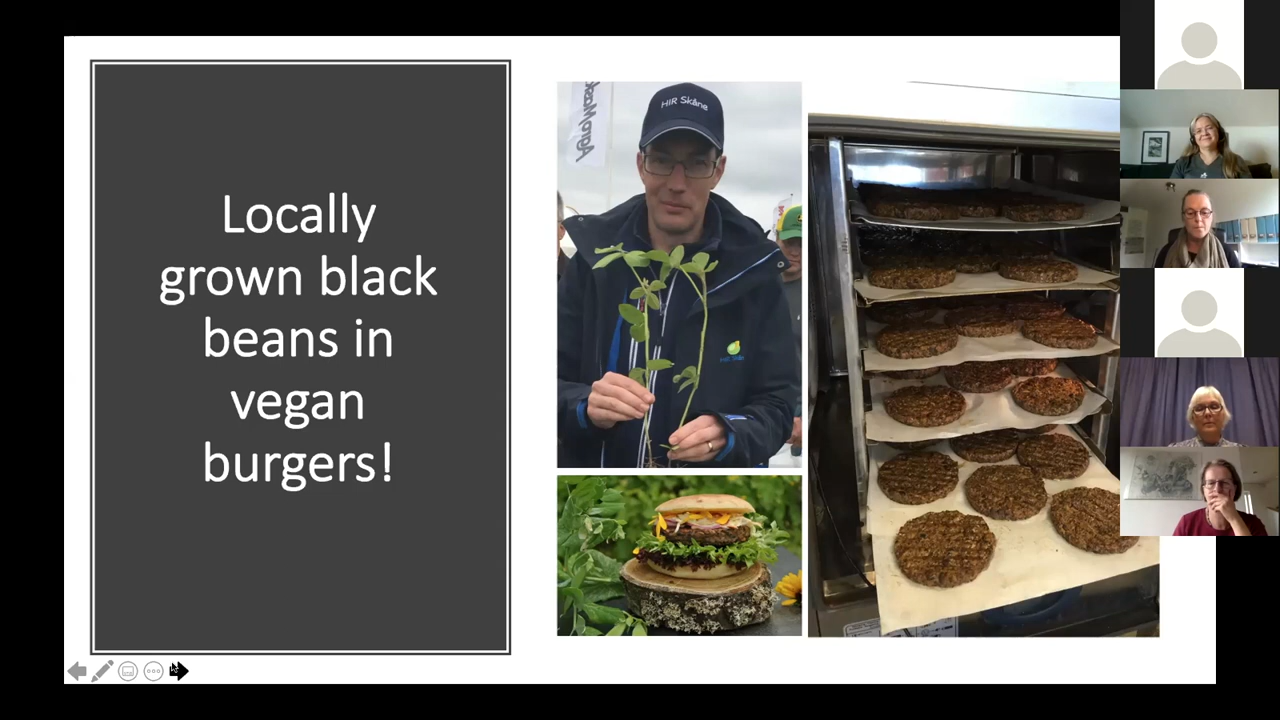 Locally
grown black
beans in
vegan
burgers!
HIR Skåne